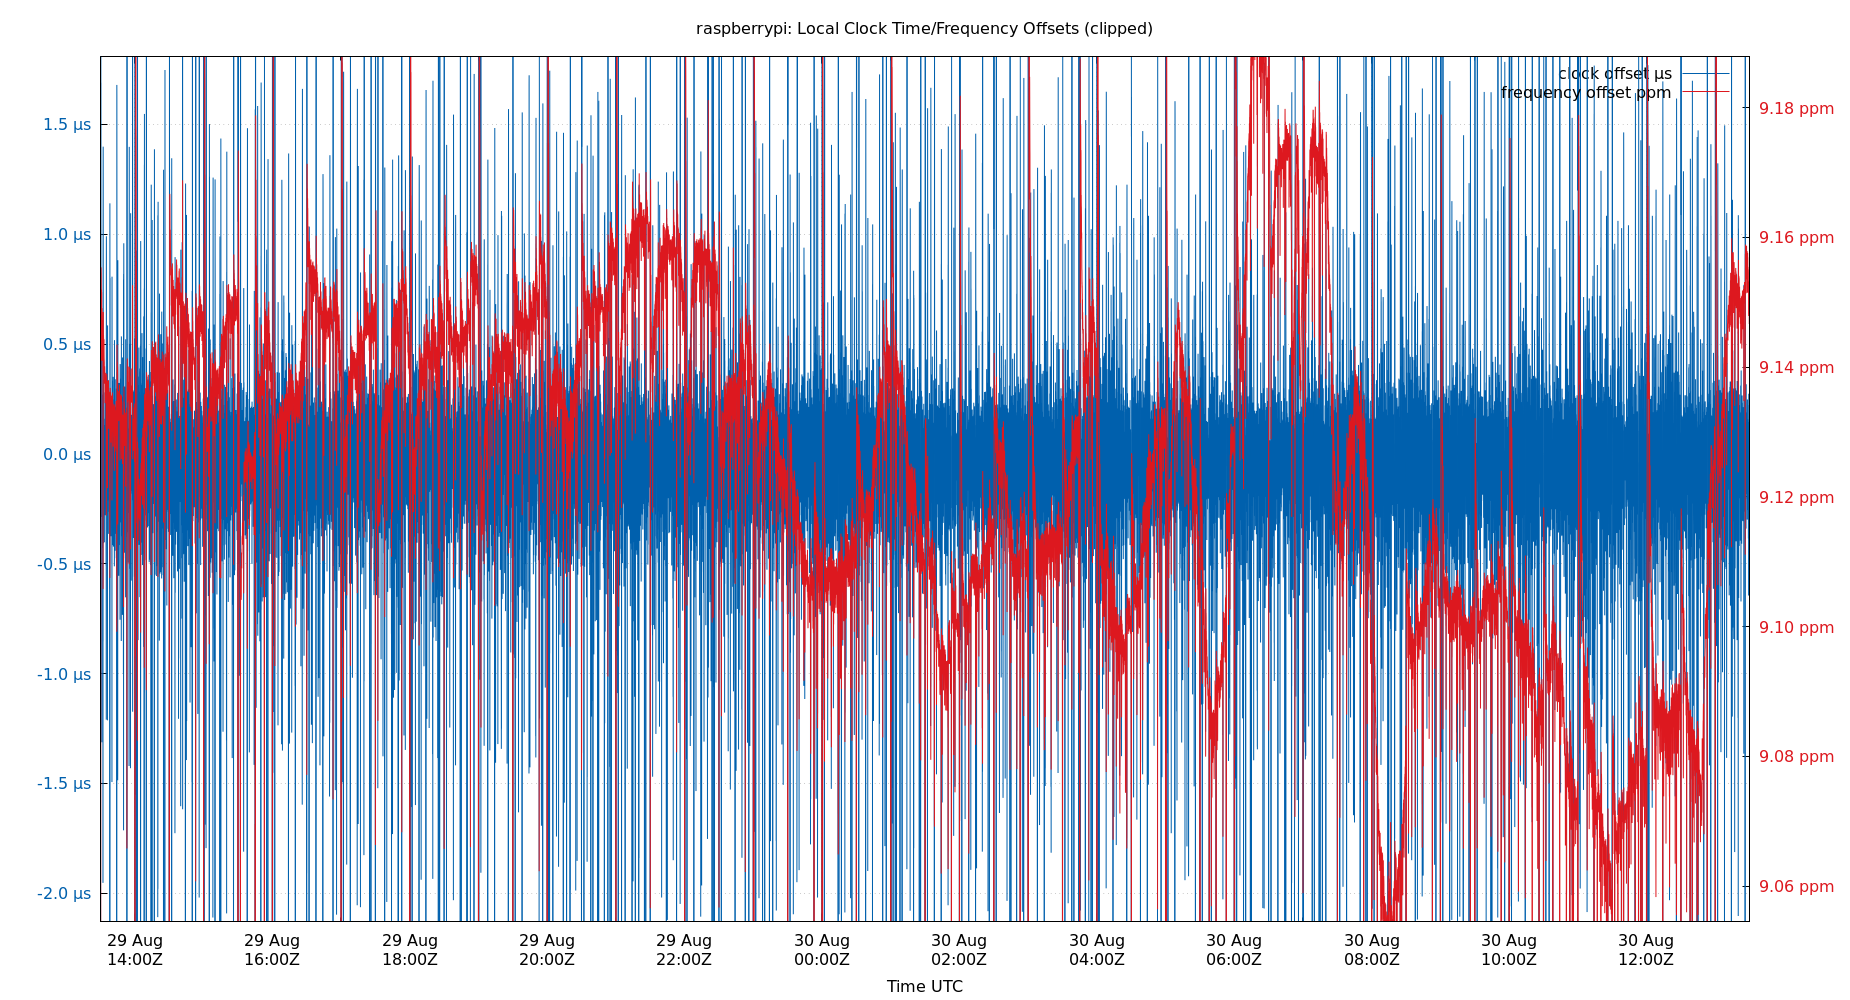 raspberrypi: Local Clock Time/Frequency Offsets (clipped)
clock offset µs
frequency offset ppm
1.5 µs
1.0 µs
0.5 µs
0.0 µs
-0.5 µs
-1.0 µs
-1.5 µs
-2.0 µs
9.18 ppm
9.16 ppm
9.14 ppm
9.12 ppm
9.10 ppm
9.08 ppm
9.06 ppm
29 Aug 29 Aug 29 Aug 29 Aug 29 Aug 30 Aug 30 Aug 30 Aug 30 Aug 30 Aug 30 Aug 30 Aug
14:00Z 16:00Z 18:00Z 20:00Z 22:00Z 00:00Z 02:00Z 04:00Z 06:00Z 08:00Z 10:00Z 12:00Z
Time UTC